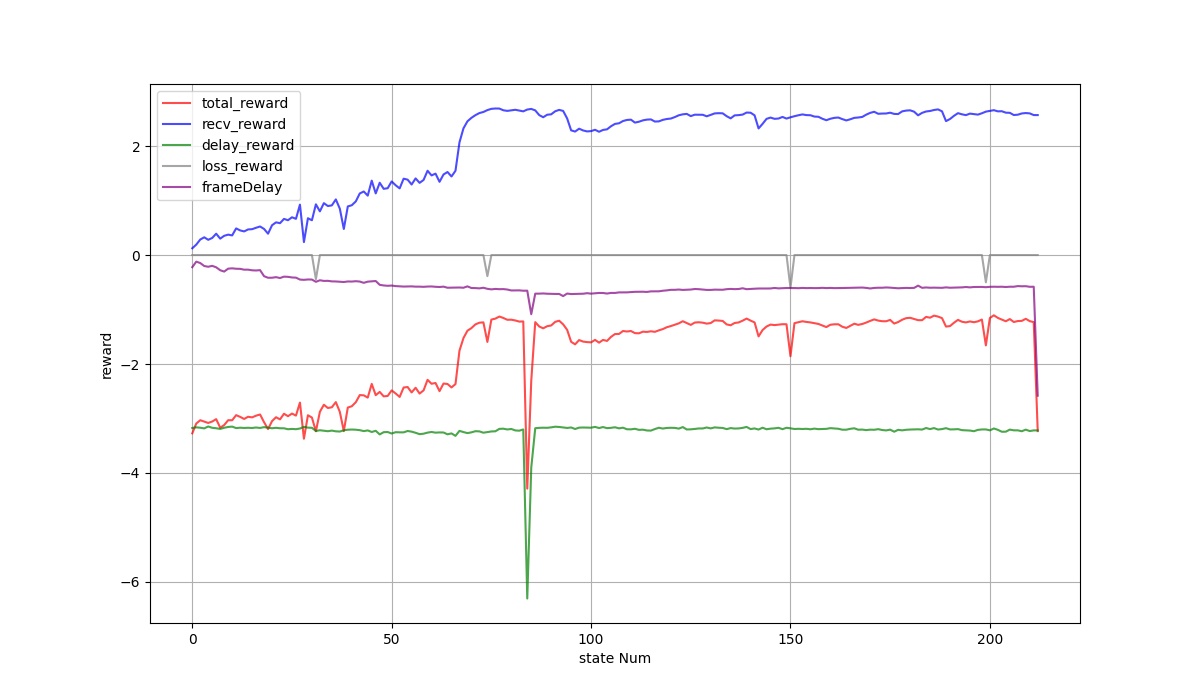 total_reward
recv_reward
delay_reward
loss_reward
frameDelay
2
0
−2
−4
−6
reward
0
50
100
150
200
state Num